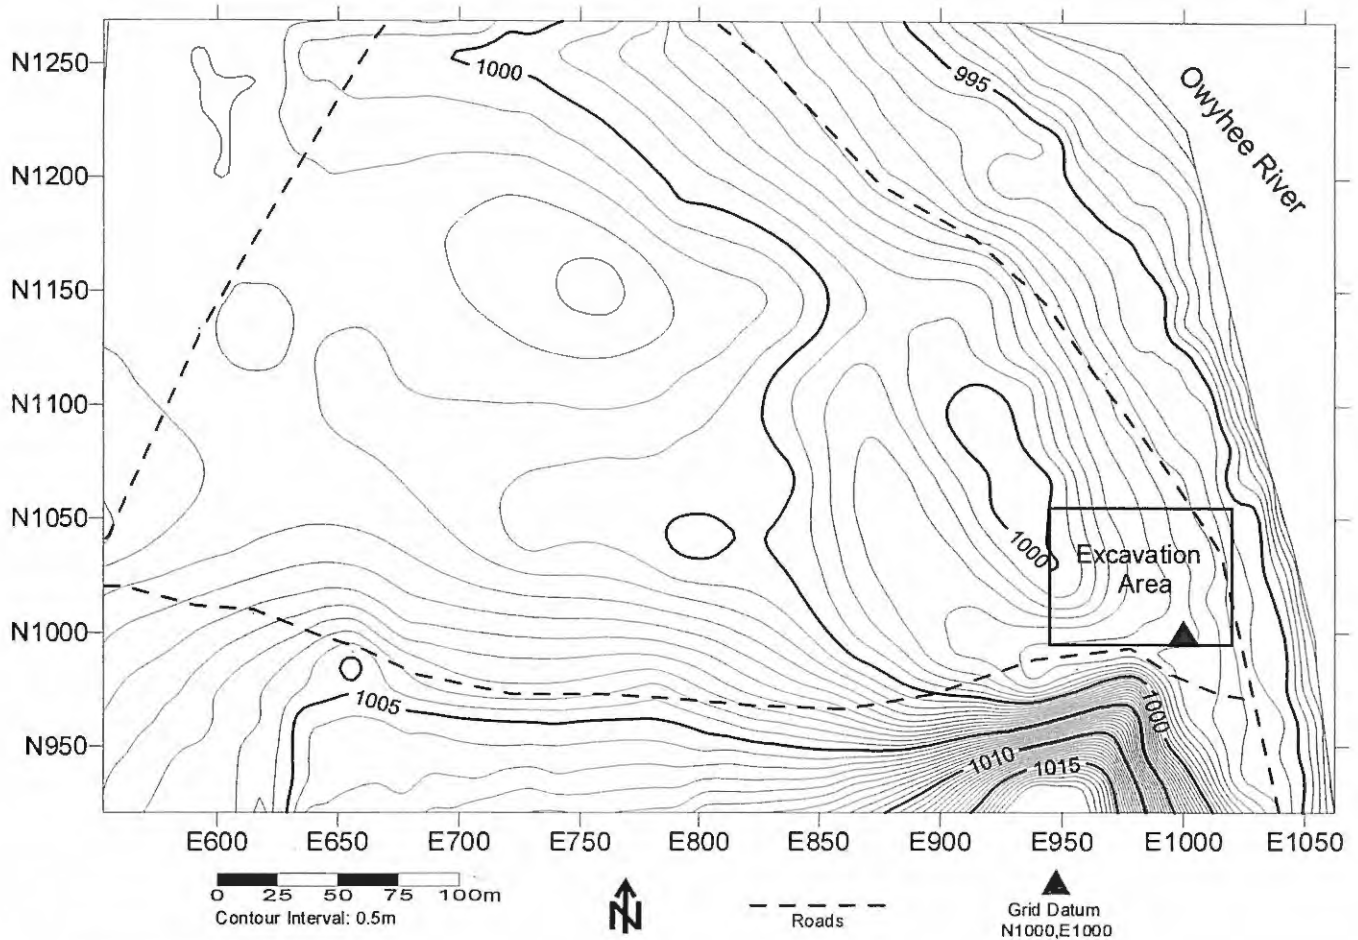 N1250
N1200
N1150
N1100
N1050
N1000
N950
1000
995
Owyhee River
1000
Excavation
Area
1005
1000
1010
1015
E600
E650
E700
E750
E800
E850
E900
E950
E1000
E1050
0 25 50 75 100m
Contour Interval: 0.5m
N
Roads
Grid Datum
N1000,E1000